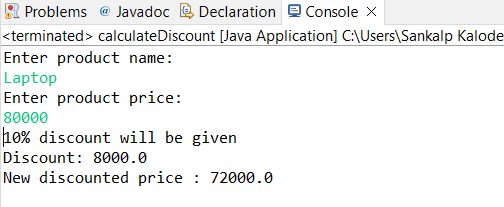 Problems @ Javadoc Declaration Console
<terminated> calculateDiscount [Java Application] C:\Users\Sankalp Kalode
Enter product name:
Laptop
Enter product price:
80000
10% discount will be given
Discount: 8000.0
New discounted price : 72000.0